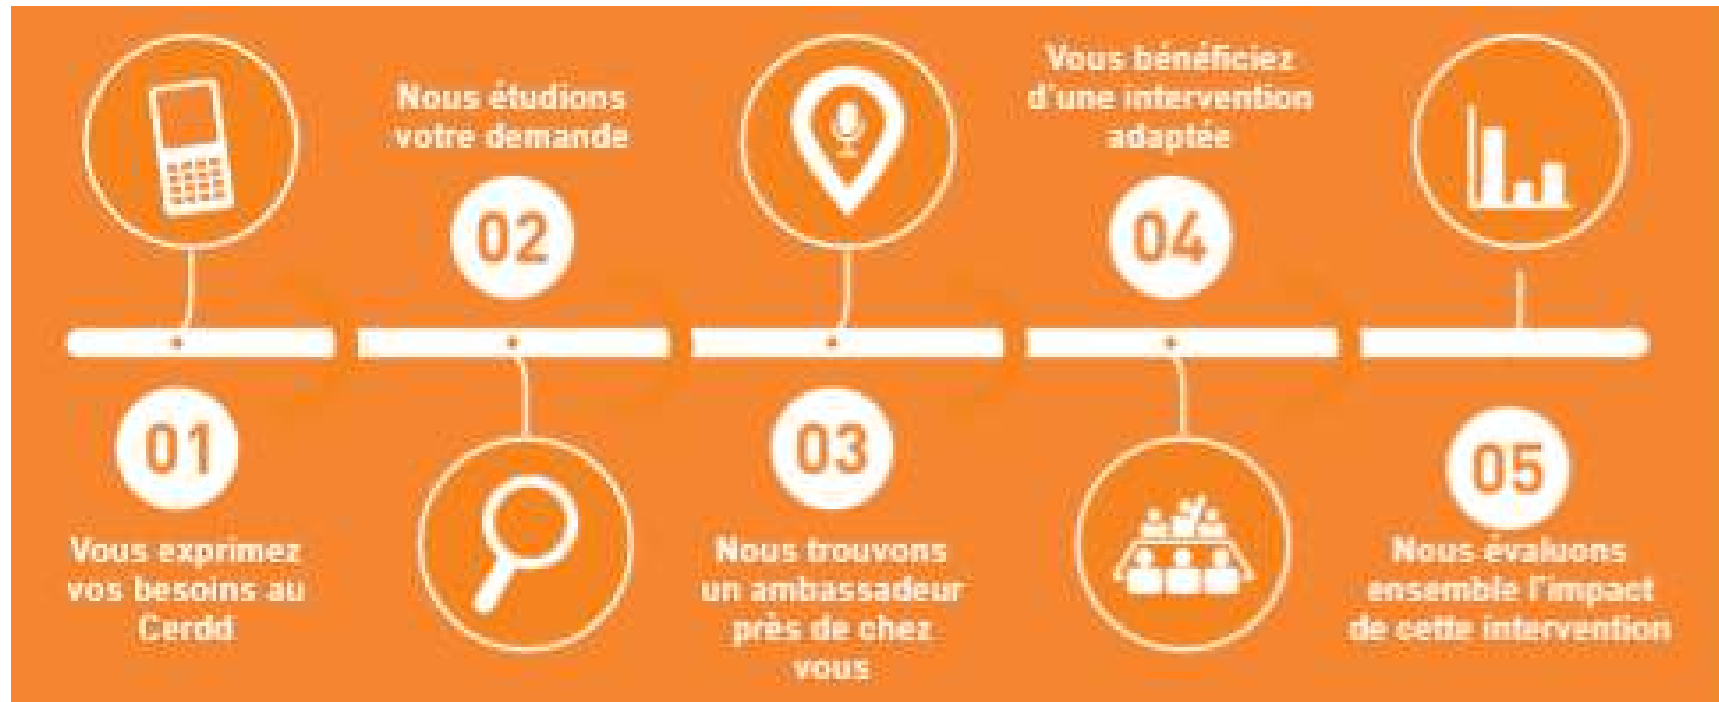 01
Vous exprimez
vos besoins au
Cerdd
Nous étudions
votre demande
02
03
Nous trouvons
un ambassadeur
près de chez
vous
Vous bénéficiez
d'une intervention
adaptée
04
05
Nous évaluons
ensemble l'impact
de cette intervention